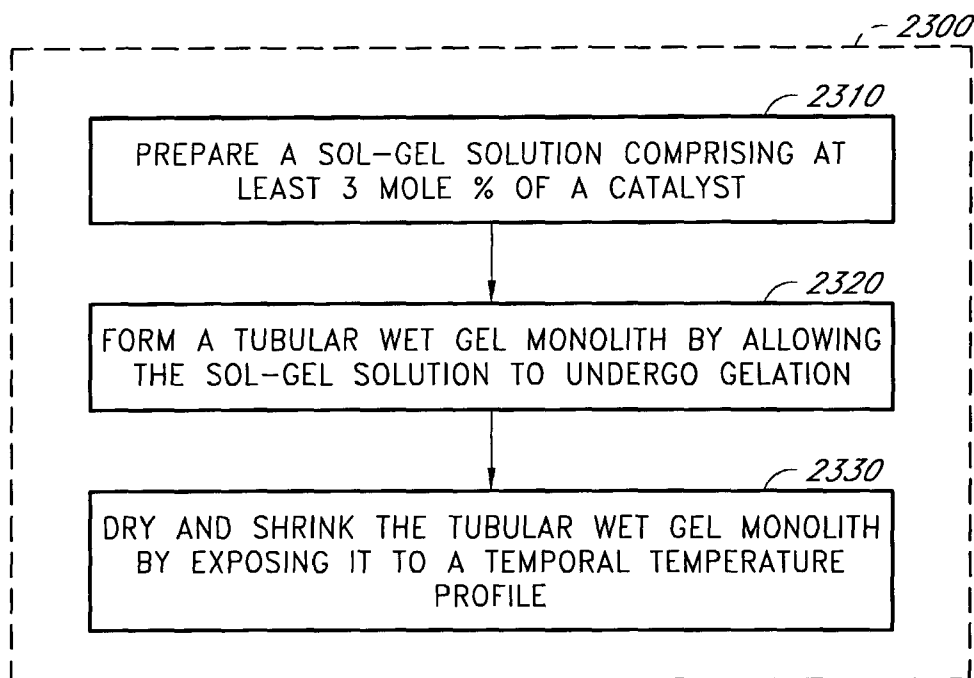 2300
2310
PREPARE A SOL-GEL SOLUTION COMPRISING AT
LEAST 3 MOLE % OF A CATALYST
2320
FORM A TUBULAR WET GEL MONOLITH BY ALLOWING
THE SOL-GEL SOLUTION TO UNDERGO GELATION
2330
DRY AND SHRINK THE TUBULAR WET GEL MONOLITH
BY EXPOSING IT TO A TEMPORAL TEMPERATURE
PROFILE